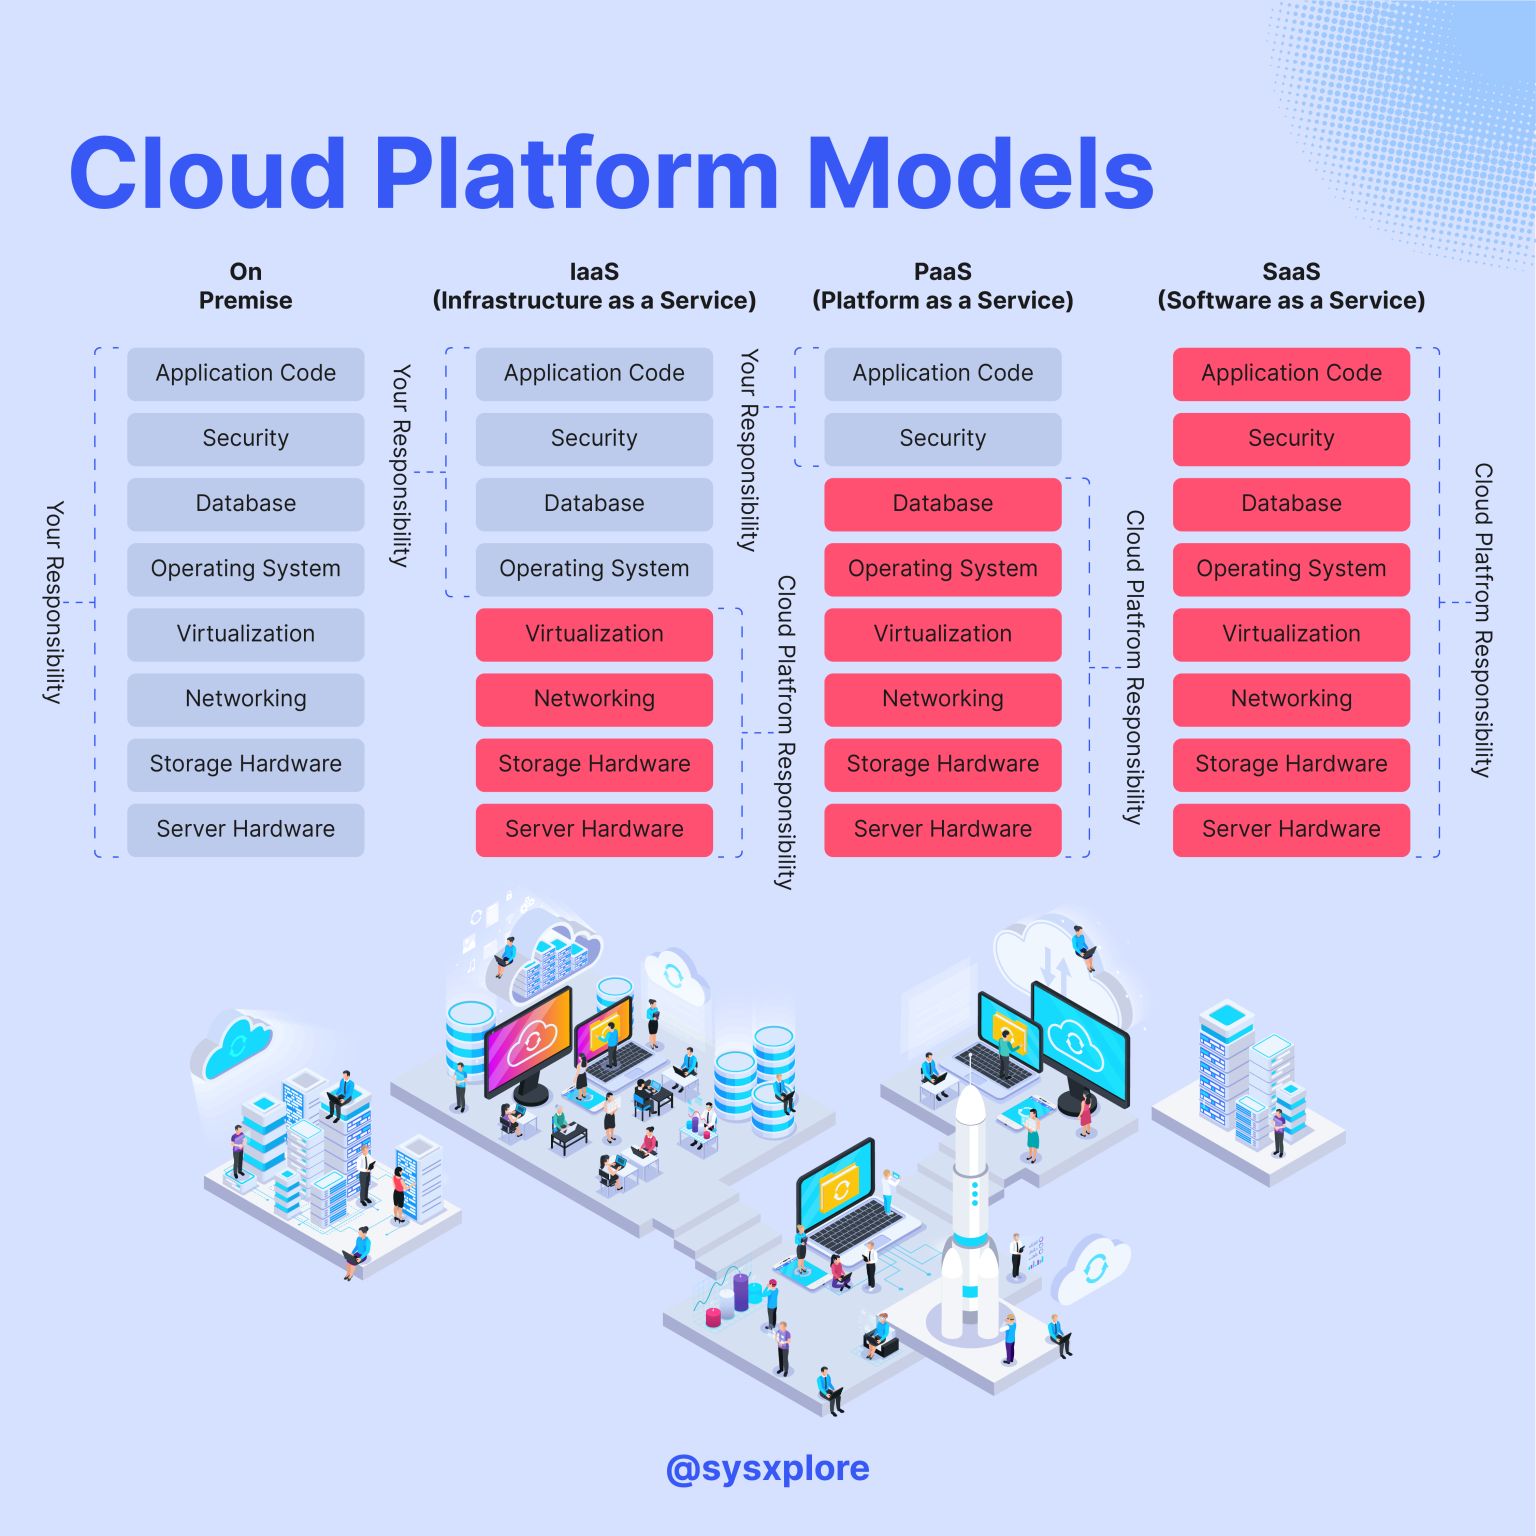 Cloud Platform Models
On
Premise
Your Responsibility
Application Code
Security
Database
Operating System
Virtualization
Networking
Storage Hardware
Server Hardware
IaaS
(Infrastructure as a Service)
Your Responsibility
Application Code
Security
Database
Operating System
Virtualization
Networking
Storage Hardware
Server Hardware
Cloud Platfrom Responsibility
PaaS
(Platform as a Service)
Your Responsibility
Application Code
Security
Database
Operating System
Virtualization
Networking
Storage Hardware
Server Hardware
Cloud Platfrom Responsibility
SaaS
(Software as a Service)
Application Code
Security
Database
Operating System
Virtualization
Networking
Storage Hardware
Server Hardware
Cloud Platfrom Responsibility
@sysxplore